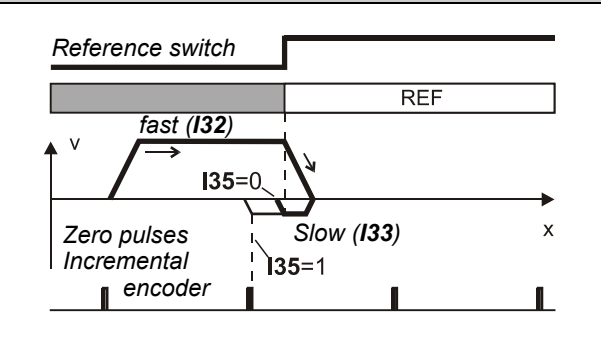 Reference switch
REF
fast (I32)
v
I35=0
Slow (I33)
x
Zero pulses
Incremental
encoder
I35=1